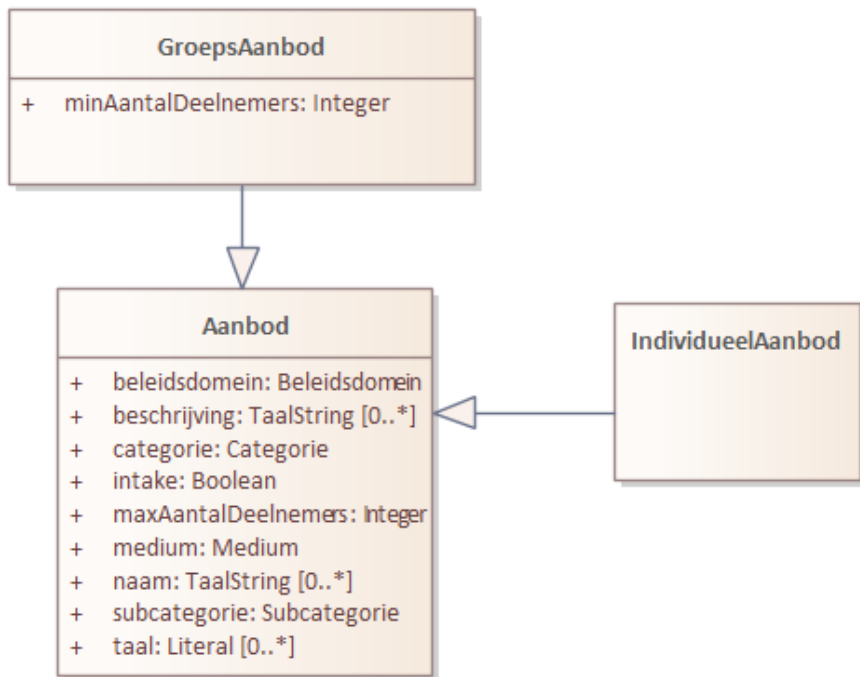 GroepsAanbod
+ minAantalDeelnemers: Integer
Aanbod
+ beleidsdomein: Beleidsdomein
+ beschrijving: TaalString [0..*]
+ categorie: Categorie
+ intake: Boolean
+ maxAantalDeelnemers: Integer
+ medium: Medium
+ naam: TaalString [0..*]
+ subcategorie: Subcategorie
+ taal: Literal [0..*]
IndividueelAanbod